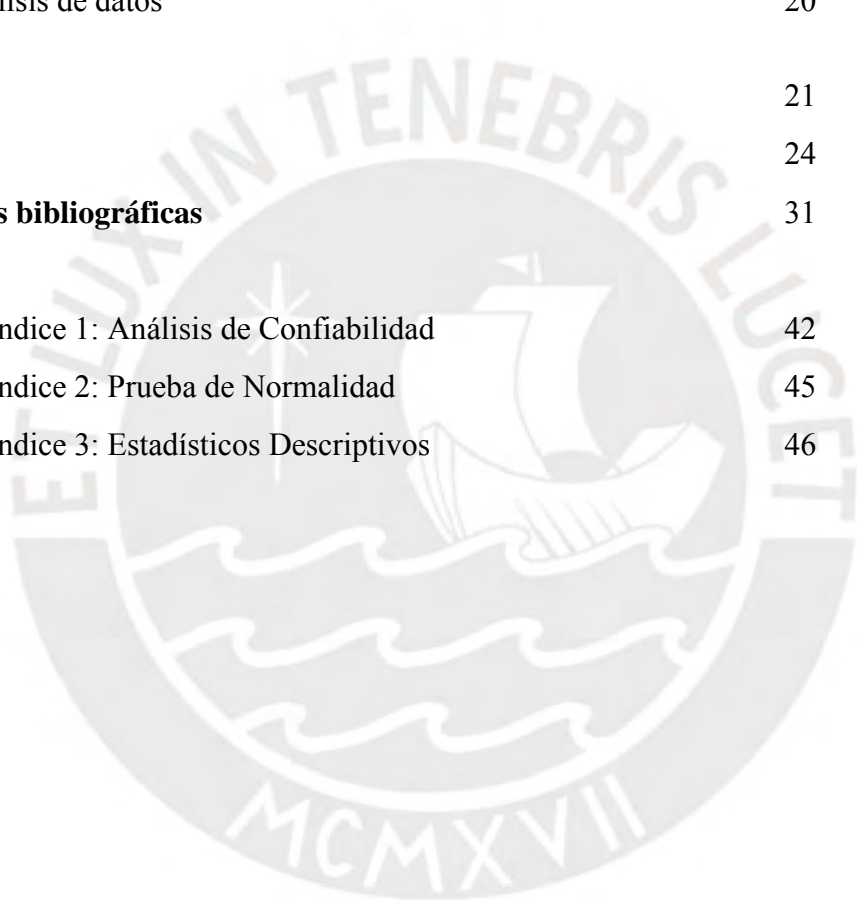 lisis de datos 20
21
24
s bibliográficas 31
ndice 1: Análisis de Confiabilidad 42
ndice 2: Prueba de Normalidad 45
ndice 3: Estadísticos Descriptivos 46
ET LUX IN TENEBRIS LUCET
MCMXVII